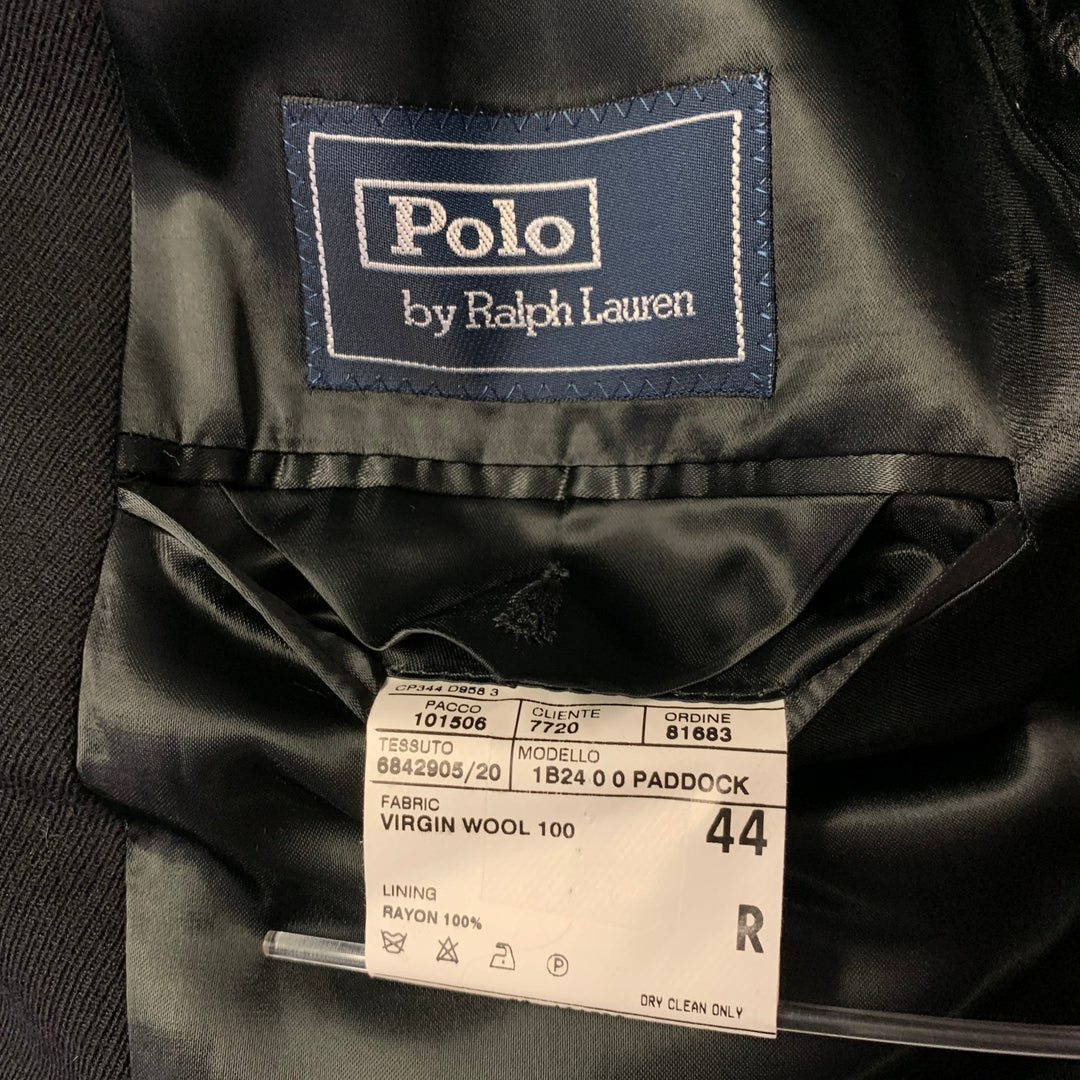 Polo
by Ralph Lauren
CP344 D958 3
PACCO CLIENTE ORDINE
101506 7720 81683
TESSUTO MODELLO
6842905/20 1B24 0 0 PADDOCK
FABRIC
VIRGIN WOOL 100
44
LINING
RAYON 100%
R
P
DRY CLEAN ONLY